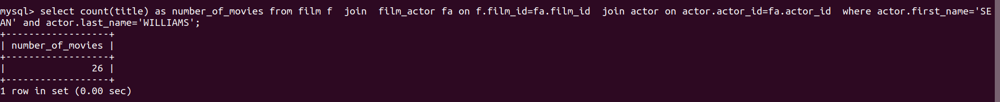 mysql> select count(title) as number_of_movies from film f  join  film_actor fa on f.film_id=fa.film_id  join actor on actor.actor_id=fa.actor_id  where actor.first_name='SE
AN' and actor.last_name='WILLIAMS';
+------------------+
| number_of_movies |
+------------------+
|               26 |
+------------------+
1 row in set (0.00 sec)